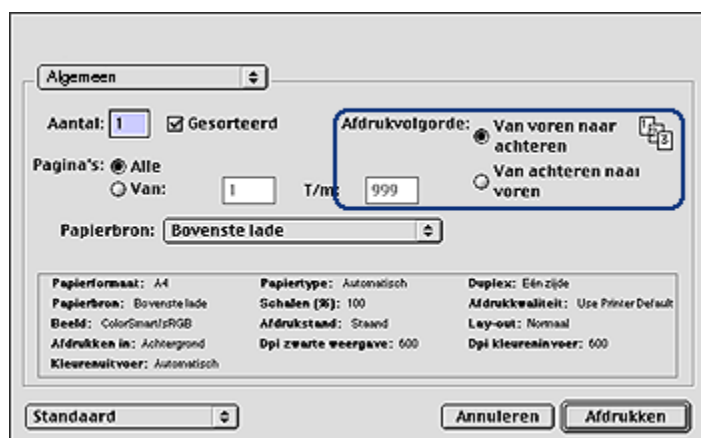 Algemeen
Aantal: 1 Gesorteerd
Afdrukvolgorde: Van voren naar
achteren
1 3
Pagina's: Alle
Van: 1 T/m: 999
Van achteren naar
voren
Papierbron: Bovenste lade
Papierformaat: A4 Papiertype: Automatisch Duplex: Eén zijde
Papierbron: Bovenste lade Schalen (%): 100 Afdrukkwaliteit: Use Printer Default
Beeld: ColorSmart/sRGB Afdrukstand: Staand Lay-out: Normaal
Afdrukken in: Achtergrond Dpi zwarte weergave: 600 Dpi kleureninvoer: 600
Kleurenuitvoer: Automatisch
Standaard Annuleren Afdrukken